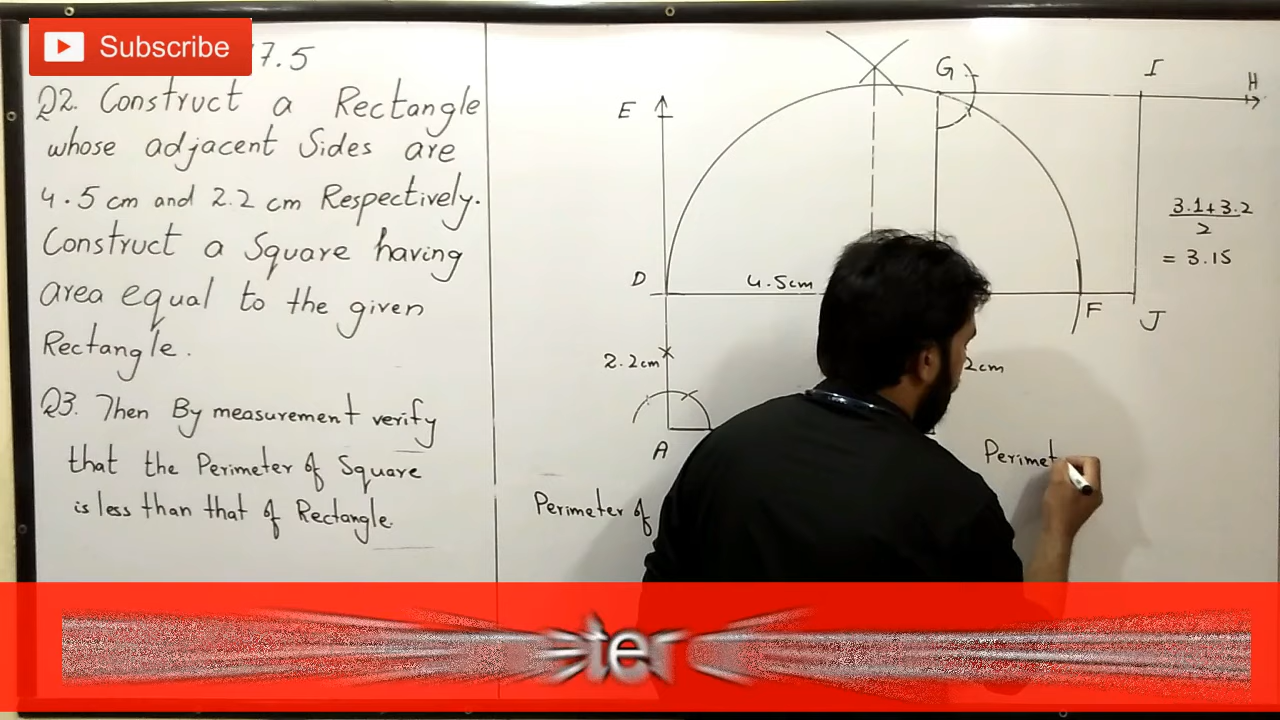 Subscribe
7.5
Q2. Construct a Rectangle
whose adjacent Sides are
4.5 cm and 2.2 cm Respectively.
Construct a Square having
area equal to the given
Rectangle.
Q3. Then By measurement verify
that the Perimeter of Square
is less than that of Rectangle.
E
G
I
H
3.1+3.2
2
= 3.15
D
4.5cm
F
J
2.2cm
2cm
A
Perimet
Perimeter of
ter